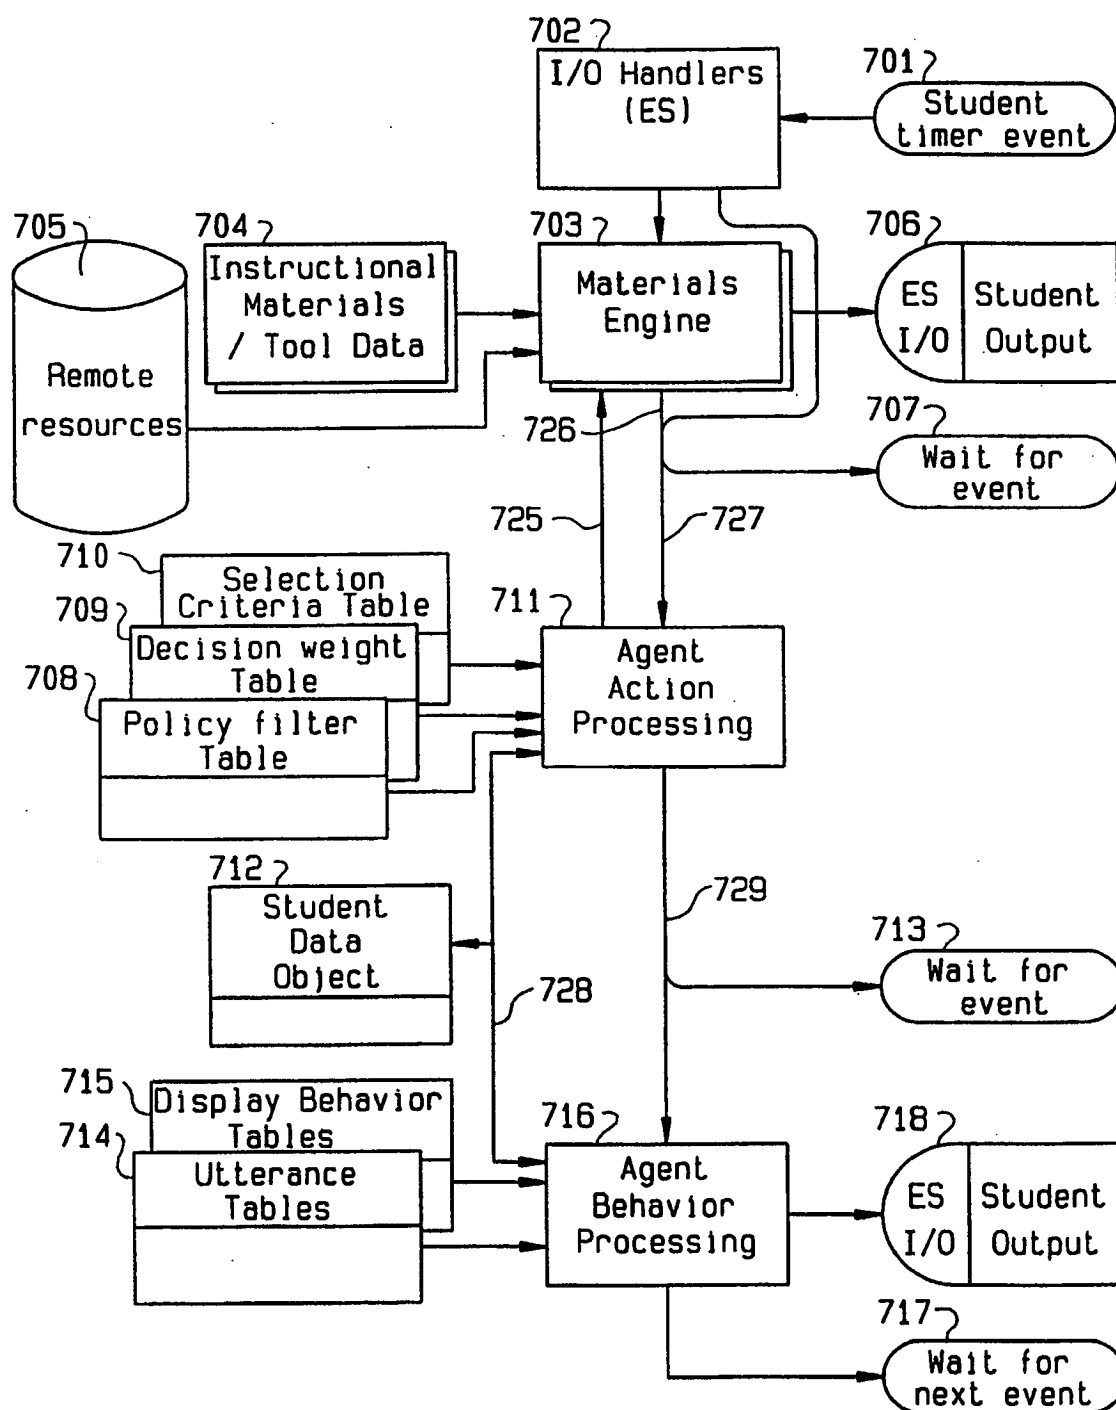 702
I/O Handlers
(ES)
701
Student
timer event
705
Remote
resources
704
Instructional
Materials
/ Tool Data
703
Materials
Engine
706
ES
I/O
Student
Output
726
707
Wait for
event
725
727
710
Selection
Criteria Table
709
Decision weight
Table
708
Policy filter
Table
711
Agent
Action
Processing
712
Student
Data
Object
729
728
713
Wait for
event
715
Display Behavior
Tables
714
Utterance
Tables
716
Agent
Behavior
Processing
718
ES
I/O
Student
Output
717
Wait for
next event